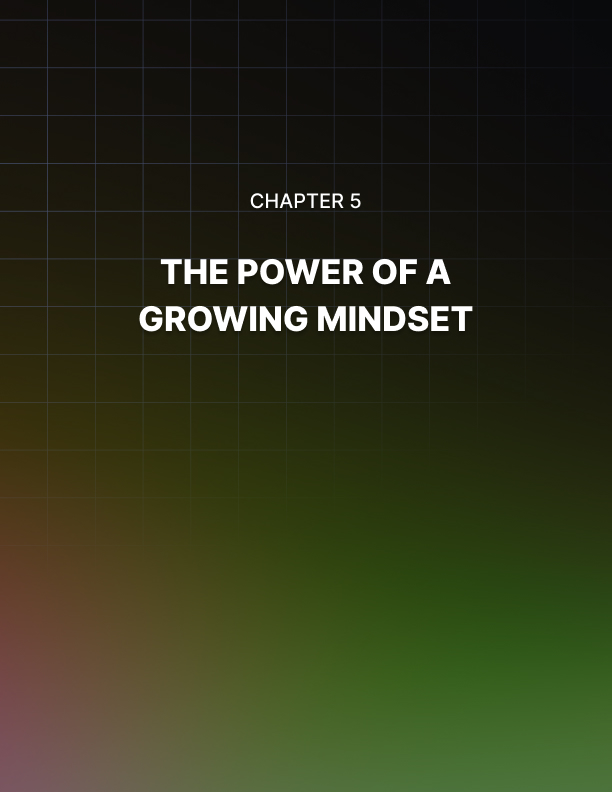 CHAPTER 5
THE POWER OF A
GROWING MINDSET